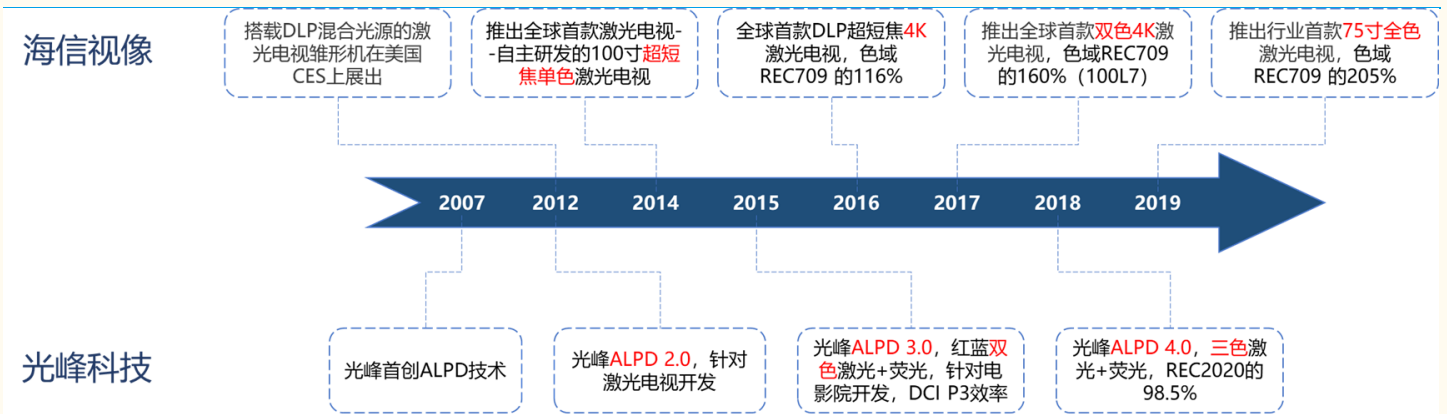 海信视像
搭载DLP混合光源的激
光电视雏形机在美国
CES上展出
推出全球首款激光电视-
-自主研发的100寸超短
焦单色激光电视
全球首款DLP超短焦4K
激光电视，色域
REC709 的116%
推出全球首款双色4K激
光电视，色域REC709
的160%（100L7）
推出行业首款75寸全色
激光电视，色域
REC709 的205%
2007 2012 2014 2015 2016 2017 2018 2019
光峰科技
光峰首创ALPD技术
光峰ALPD 2.0，针对
激光电视开发
光峰ALPD 3.0，红蓝双
色激光+荧光，针对电
影院开发，DCI P3效率
光峰ALPD 4.0，三色激
光+荧光，REC2020的
98.5%